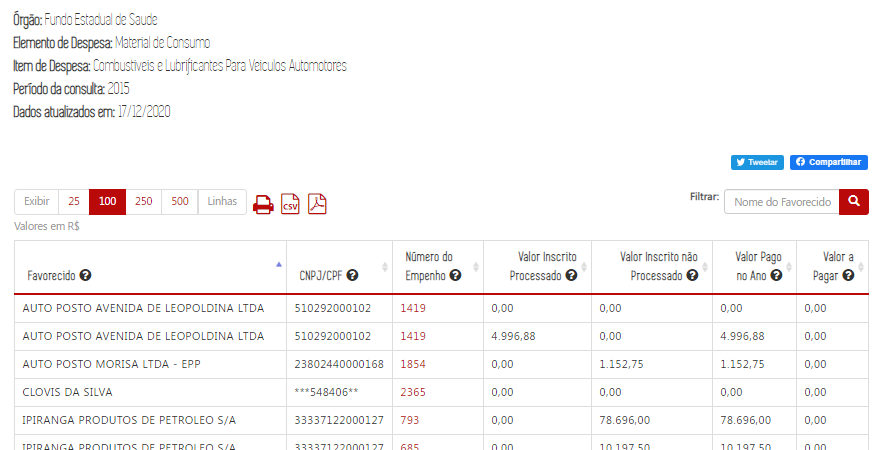 Órgão: Fundo Estadual de Saude
Elemento de Despesa: Material de Consumo
Item de Despesa: Combustiveis e Lubrificantes Para Veiculos Automotores
Período da consulta: 2015
Dados atualizados em: 17/12/2020
Tweetar Compartilhar
Exibir 25 100 250 500 Linhas CSV Filtrar: Nome do Favorecido
Valores em R$
Favorecido CNPJ/CPF Número do Empenho Valor Inscrito Processado Valor Inscrito não Processado Valor Pago no Ano Valor a Pagar
AUTO POSTO AVENIDA DE LEOPOLDINA LTDA 510292000102 1419 0,00 0,00 0,00 0,00
AUTO POSTO AVENIDA DE LEOPOLDINA LTDA 510292000102 1419 4.996,88 0,00 4.996,88 0,00
AUTO POSTO MORISA LTDA - EPP 23802440000168 1854 0,00 1.152,75 1.152,75 0,00
CLOVIS DA SILVA ***548406** 2365 0,00 0,00 0,00 0,00
IPIRANGA PRODUTOS DE PETROLEO S/A 33337122000127 793 0,00 78.696,00 78.696,00 0,00
IPIRANGA PRODUTOS DE PETROLEO S/A 33337122000127 685 0,00 10.197,50 10.197,50 0,00